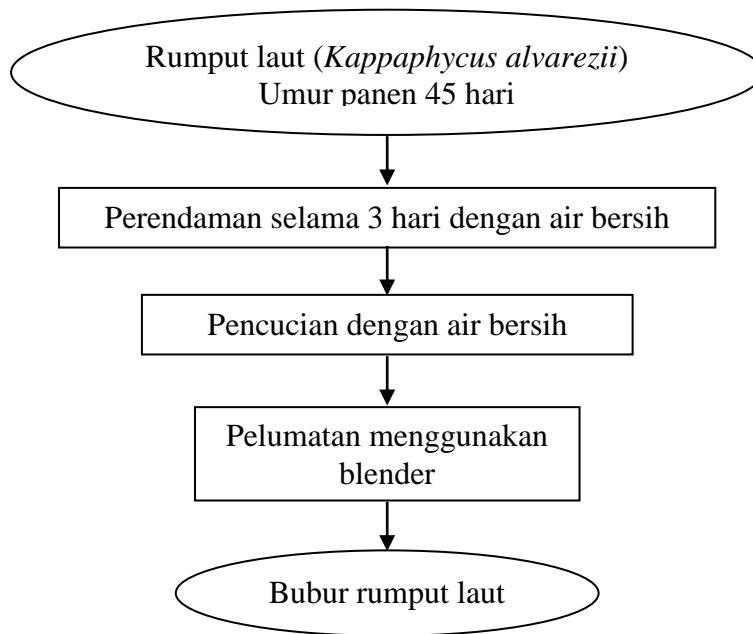 Rumput laut (Kappaphycus alvarezii)
Umur panen 45 hari
Perendaman selama 3 hari dengan air bersih
Pencucian dengan air bersih
Pelumatan menggunakan
blender
Bubur rumput laut